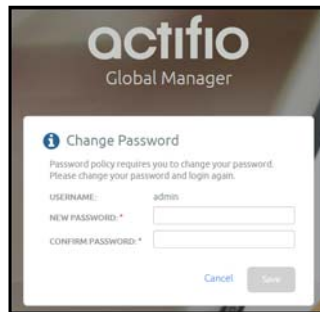 actifio
Global Manager
Change Password
Password policy requires you to change your password.
Please change your password and login again.
USERNAME: admin
NEW PASSWORD: *
CONFIRM PASSWORD: *
Cancel Save